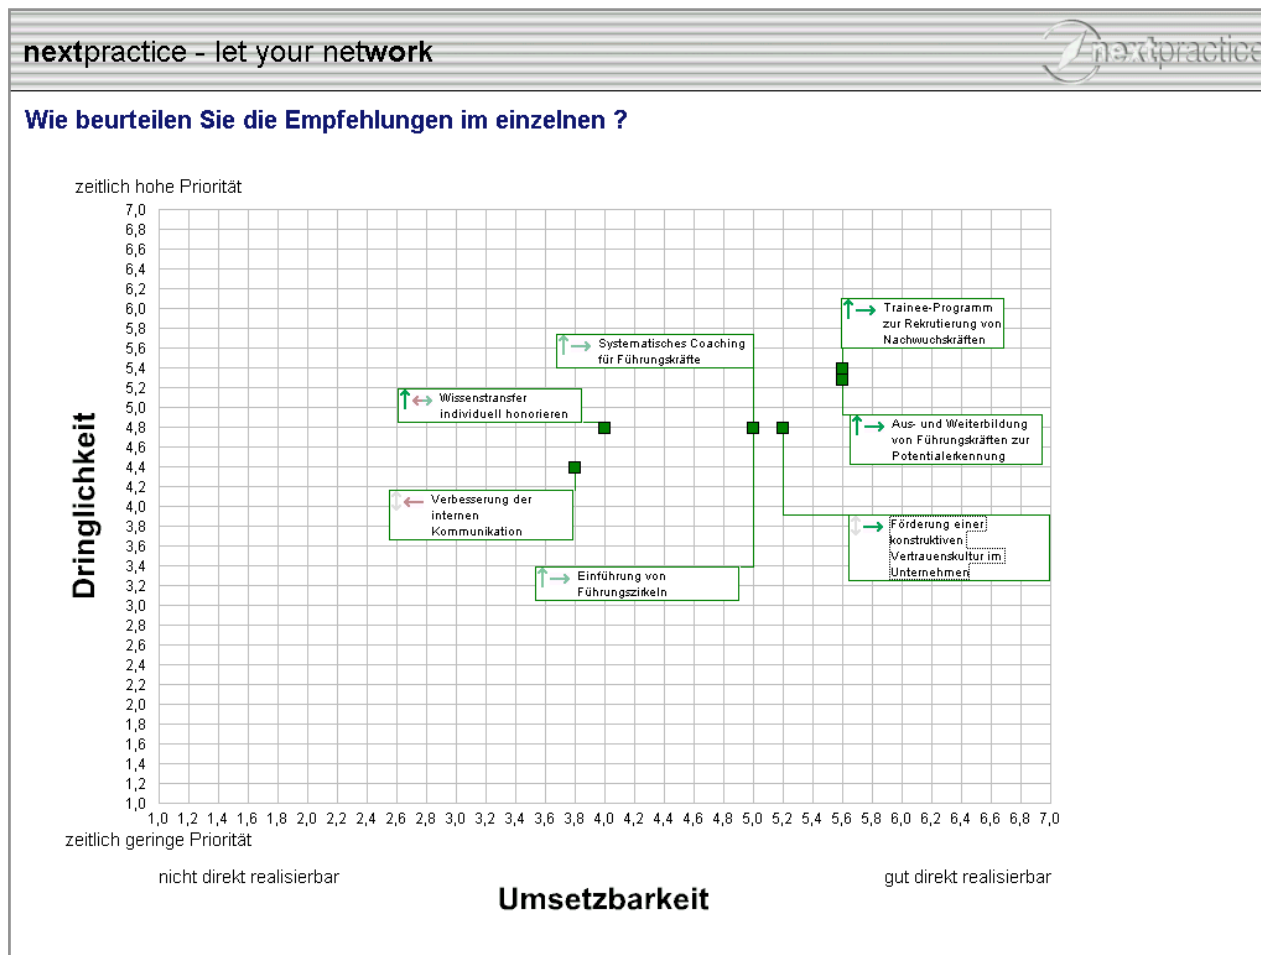 nextpractice - let your network
nextpractice
Wie beurteilen Sie die Empfehlungen im einzelnen ?
zeitlich hohe Priorität
7,0
6,8
6,6
6,4
6,2
6,0
5,8
5,6
5,4
5,2
5,0
4,8
4,6
4,4
4,2
4,0
3,8
3,6
3,4
3,2
3,0
2,8
2,6
2,4
2,2
2,0
1,8
1,6
1,4
1,2
1,0
Dringlichkeit
Trainee-Programm
zur Rekrutierung von
Nachwuchskräften
Systematisches Coaching
für Führungskräfte
Wissenstransfer
individuell honorieren
Aus- und Weiterbildung
von Führungskräften zur
Potentialerkennung
Verbesserung der
internen
Kommunikation
Förderung einer
konstruktiven
Vertrauenskultur im
Unternehmen
Einführung von
Führungszirkeln
1,0 1,2 1,4 1,6 1,8 2,0 2,2 2,4 2,6 2,8 3,0 3,2 3,4 3,6 3,8 4,0 4,2 4,4 4,6 4,8 5,0 5,2 5,4 5,6 5,8 6,0 6,2 6,4 6,6 6,8 7,0
zeitlich geringe Priorität
nicht direkt realisierbar
gut direkt realisierbar
Umsetzbarkeit